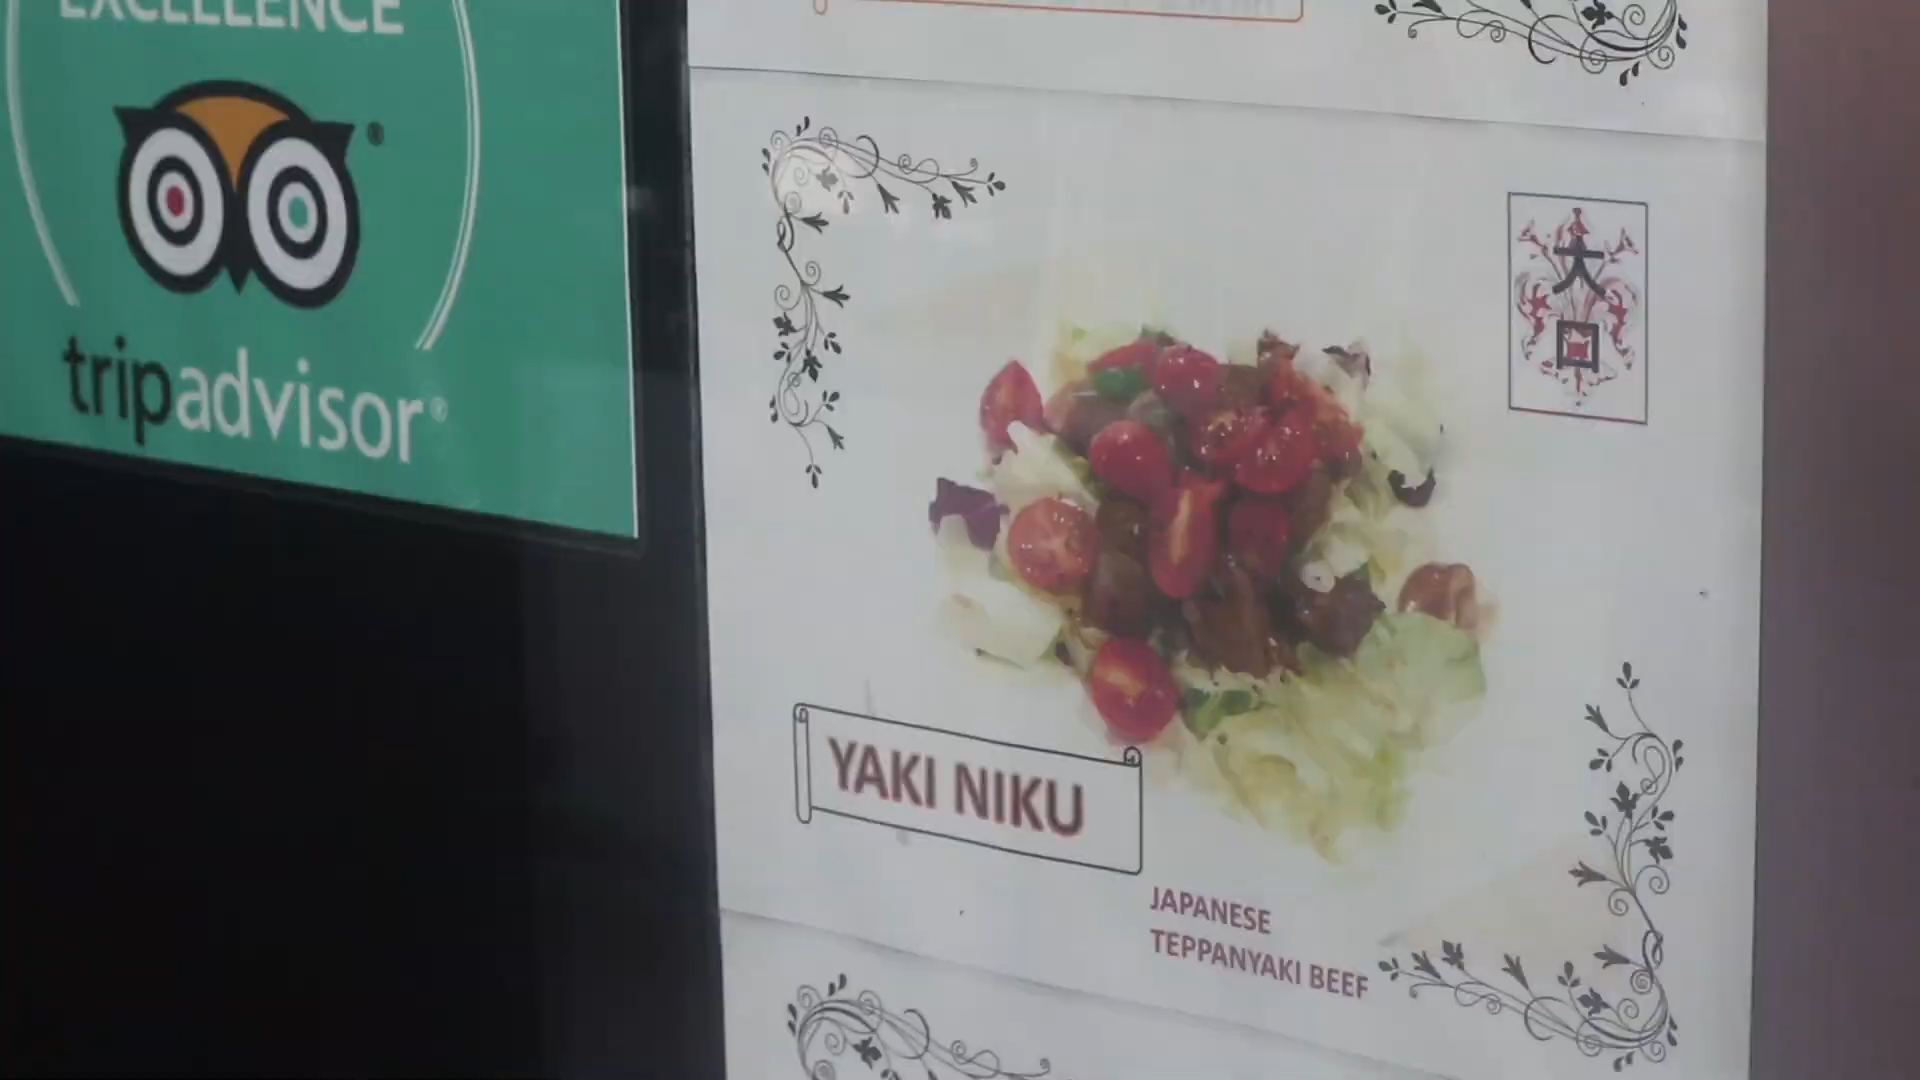 EXCELLENCE
tripadvisor®
大
口
YAKI NIKU
JAPANESE
TEPPANYAKI BEEF